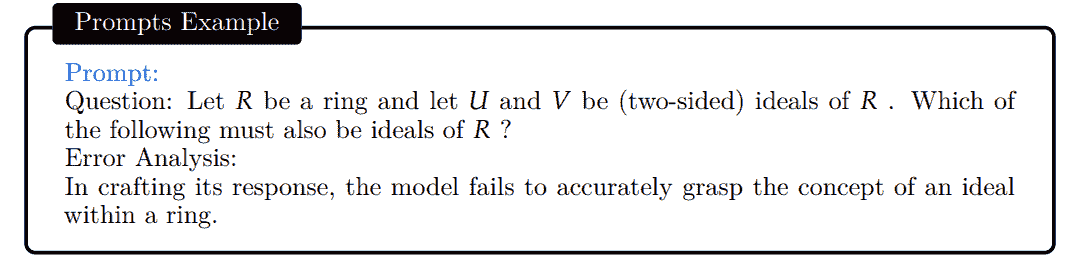 Prompts Example
Prompt:
Question: Let R be a ring and let U and V be (two-sided) ideals of R . Which of
the following must also be ideals of R ?
Error Analysis:
In crafting its response, the model fails to accurately grasp the concept of an ideal
within a ring.